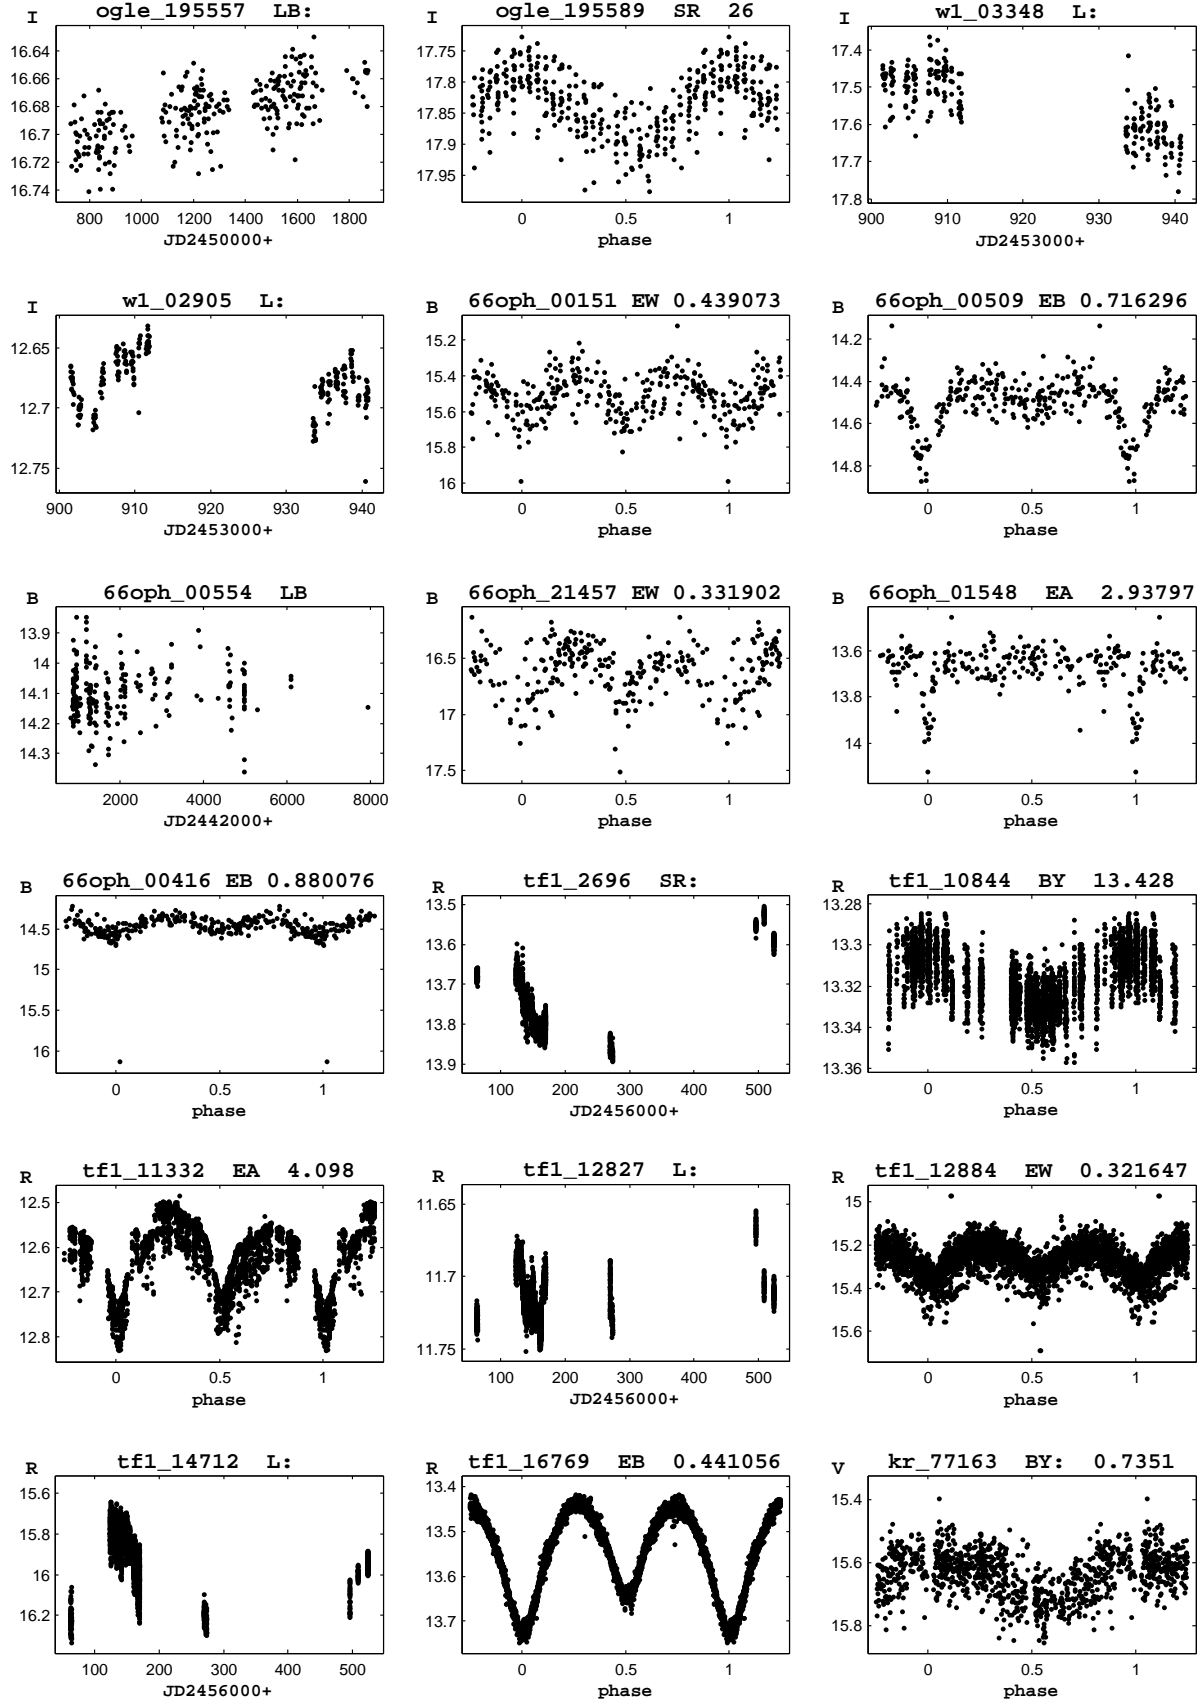 I ogle_195557 LB:
16.64
16.66
16.68
16.7
16.72
16.74
800 1000 1200 1400 1600 1800
JD2450000+
I ogle_195589 SR 26
17.75
17.8
17.85
17.9
17.95
0 0.5 1
phase
I w1_03348 L:
17.4
17.5
17.6
17.7
17.8
900 910 920 930 940
JD2453000+
I w1_02905 L:
12.65
12.7
12.75
900 910 920 930 940
JD2453000+
B 66oph_00151 EW 0.439073
15.2
15.4
15.6
15.8
16
0 0.5 1
phase
B 66oph_00509 EB 0.716296
14.2
14.4
14.6
14.8
0 0.5 1
phase
B 66oph_00554 LB
13.9
14
14.1
14.2
14.3
2000 4000 6000 8000
JD2442000+
B 66oph_21457 EW 0.331902
16.5
17
17.5
0 0.5 1
phase
B 66oph_01548 EA 2.93797
13.6
13.8
14
0 0.5 1
phase
B 66oph_00416 EB 0.880076
14.5
15
15.5
16
0 0.5 1
phase
R tf1_2696 SR:
13.5
13.6
13.7
13.8
13.9
100 200 300 400 500
JD2456000+
R tf1_10844 BY 13.428
13.28
13.3
13.32
13.34
13.36
0 0.5 1
phase
R tf1_11332 EA 4.098
12.5
12.6
12.7
12.8
0 0.5 1
phase
R tf1_12827 L:
11.65
11.7
11.75
100 200 300 400 500
JD2456000+
R tf1_12884 EW 0.321647
15
15.2
15.4
15.6
0 0.5 1
phase
R tf1_14712 L:
15.6
15.8
16
16.2
100 200 300 400 500
JD2456000+
R tf1_16769 EB 0.441056
13.4
13.5
13.6
13.7
0 0.5 1
phase
V kr_77163 BY: 0.7351
15.4
15.6
15.8
0 0.5 1
phase